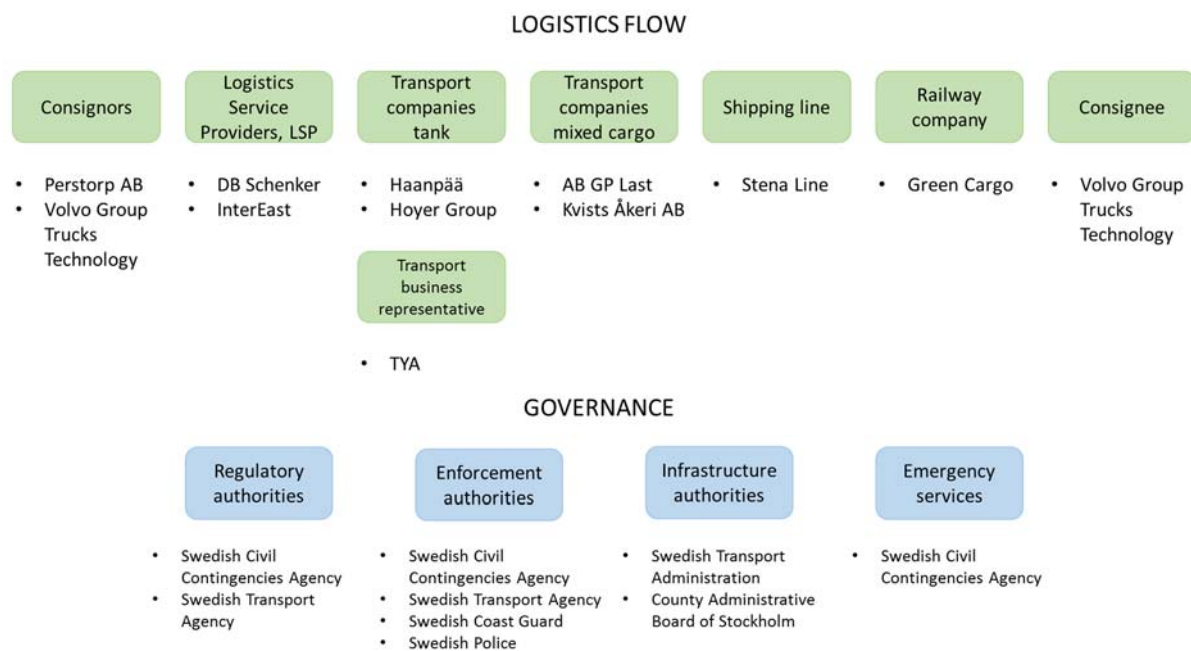 LOGISTICS FLOW
Consignors
Logistics
Service
Providers, LSP
Transport
companies
tank
Transport
companies
mixed cargo
Shipping line
Railway
company
Consignee
• Perstorp AB
• Volvo Group
Trucks
Technology
• DB Schenker
• InterEast
• Haanpää
• Hoyer Group
• AB GP Last
• Kvists Åkeri AB
• Stena Line
• Green Cargo
• Volvo Group
Trucks
Technology
Transport
business
representative
• TYA
GOVERNANCE
Regulatory
authorities
Enforcement
authorities
Infrastructure
authorities
Emergency
services
• Swedish Civil
Contingencies Agency
• Swedish Transport
Agency
• Swedish Civil
Contingencies Agency
• Swedish Transport Agency
• Swedish Coast Guard
• Swedish Police
• Swedish Transport
Administration
• County Administrative
Board of Stockholm
• Swedish Civil
Contingencies Agency